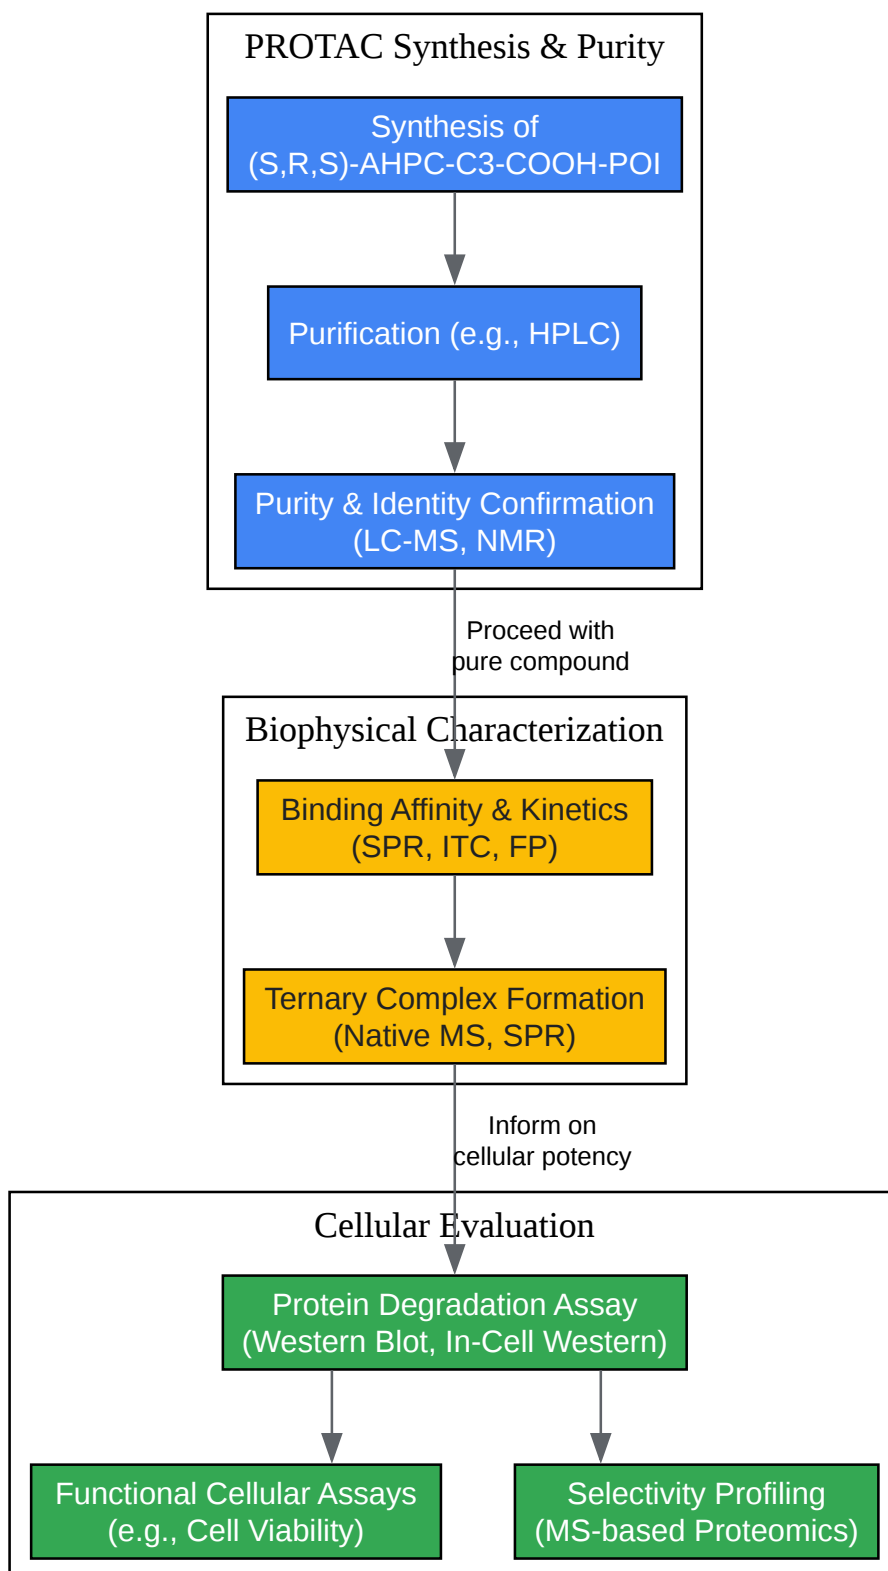 PROTAC Synthesis & Purity
Synthesis of
(S,R,S)-AHPC-C3-COOH-POI
Purification (e.g., HPLC)
Purity & Identity Confirmation
(LC-MS, NMR)
Proceed with
pure compound
Biophysical Characterization
Binding Affinity & Kinetics
(SPR, ITC, FP)
Ternary Complex Formation
(Native MS, SPR)
Inform on
cellular potency
Cellular Evaluation
Protein Degradation Assay
(Western Blot, In-Cell Western)
Functional Cellular Assays
(e.g., Cell Viability)
Selectivity Profiling
(MS-based Proteomics)